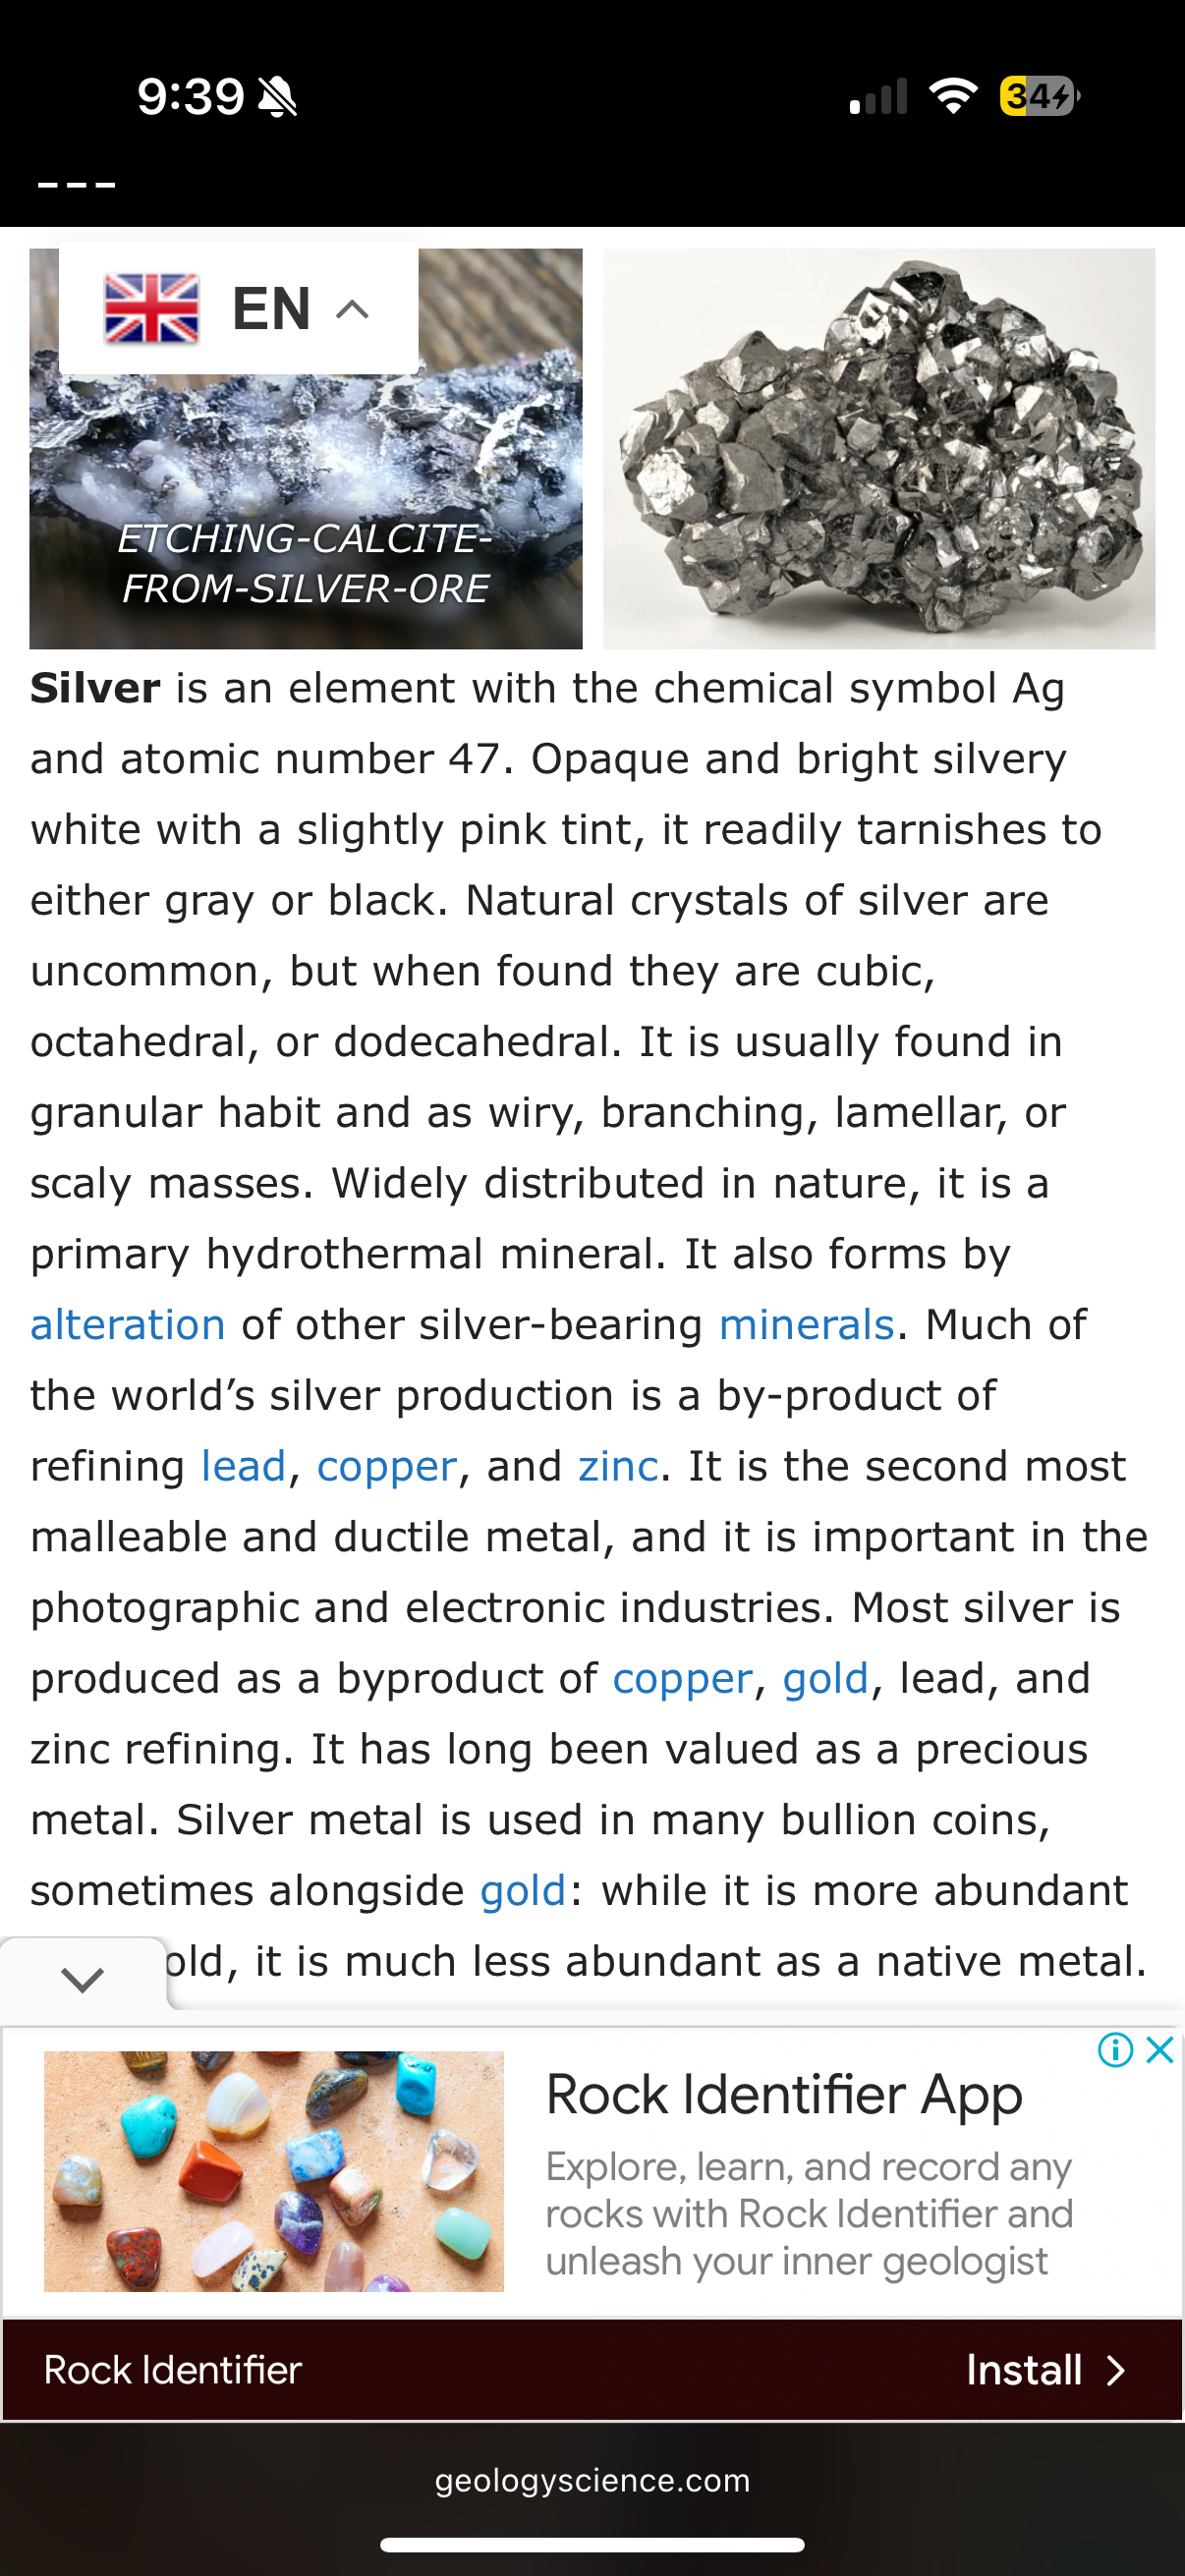 9:39
34
---
EN
ETCHING-CALCITE-
FROM-SILVER-ORE
Silver is an element with the chemical symbol Ag
and atomic number 47. Opaque and bright silvery
white with a slightly pink tint, it readily tarnishes to
either gray or black. Natural crystals of silver are
uncommon, but when found they are cubic,
octahedral, or dodecahedral. It is usually found in
granular habit and as wiry, branching, lamellar, or
scaly masses. Widely distributed in nature, it is a
primary hydrothermal mineral. It also forms by
alteration of other silver-bearing minerals. Much of
the world’s silver production is a by-product of
refining lead, copper, and zinc. It is the second most
malleable and ductile metal, and it is important in the
photographic and electronic industries. Most silver is
produced as a byproduct of copper, gold, lead, and
zinc refining. It has long been valued as a precious
metal. Silver metal is used in many bullion coins,
sometimes alongside gold: while it is more abundant
old, it is much less abundant as a native metal.
Rock Identifier App
Explore, learn, and record any
rocks with Rock Identifier and
unleash your inner geologist
Rock Identifier
Install
geologyscience.com